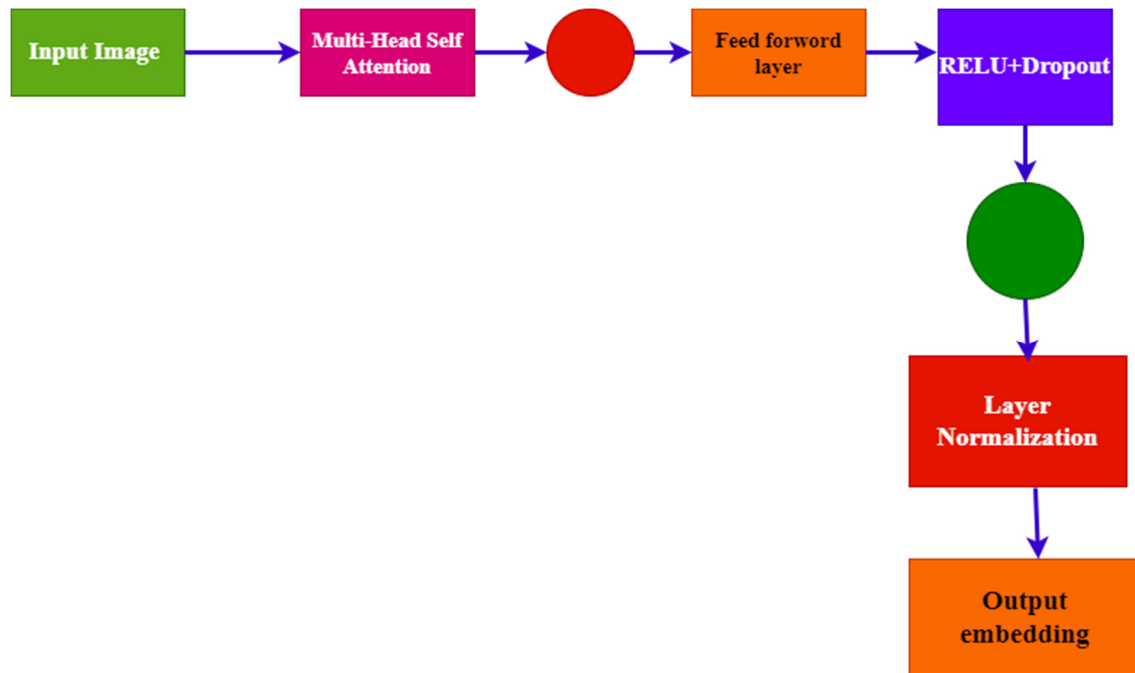 Input Image
Multi-Head Self
Attention
Feed forword
layer
RELU+Dropout
Layer
Normalization
Output
embedding